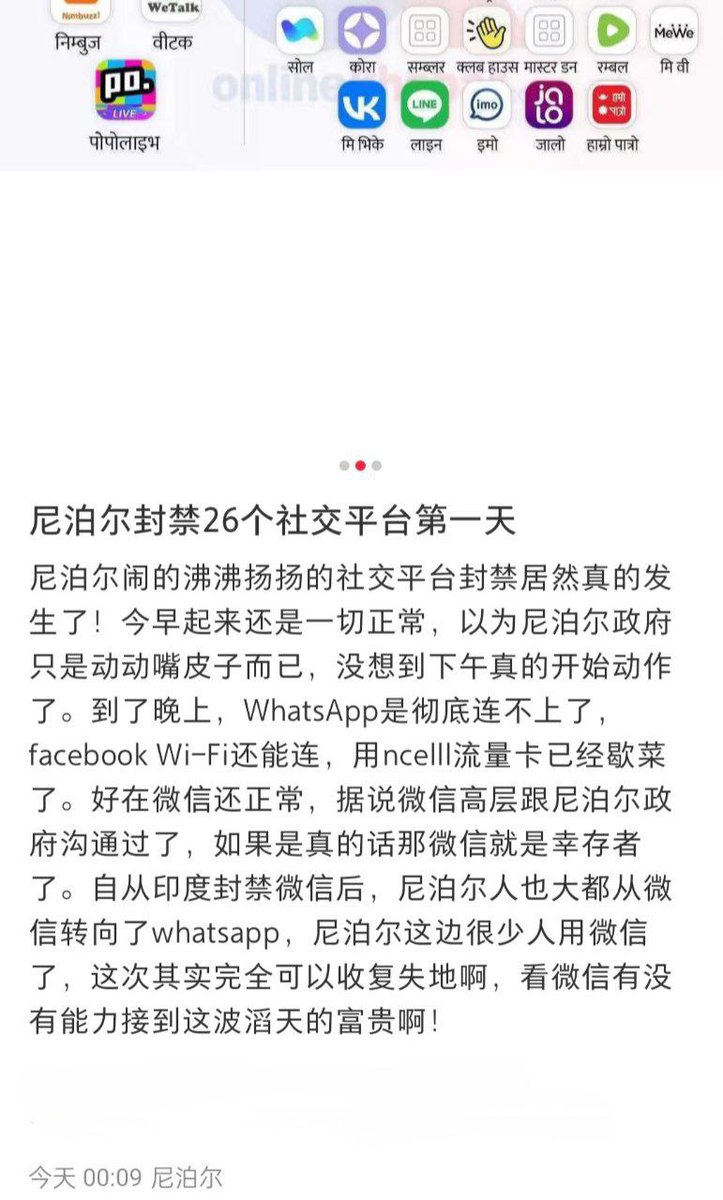 Nimbuzz!
WeTalk
निम्बुज
वीटक
po.
LIVE
पोपोलाइभ
MeWe
सोल
कोरा
सम्ब्लर
क्लब हाउस
मास्टर डन
रम्बल
मि वी
online
LINE
imo
jalo
हाम्रो
पात्रो
मि भिके
लाइन
इमो
जालो
हाम्रो पात्रो
尼泊尔封禁26个社交平台第一天
尼泊尔闹的沸沸扬扬的社交平台封禁居然真的发
生了！今早起来还是一切正常，以为尼泊尔政府
只是动动嘴皮子而已，没想到下午真的开始动作
了。到了晚上，WhatsApp是彻底连不上了，
facebook Wi-Fi还能连，用ncelll流量卡已经歇菜
了。好在微信还正常，据说微信高层跟尼泊尔政
府沟通过了，如果是真的话那微信就是幸存者
了。自从印度封禁微信后，尼泊尔人也大都从微
信转向了whatsapp，尼泊尔这边很少人用微信
了，这次其实完全可以收复失地啊，看微信有没
有能力接到这波滔天的富贵啊！
今天 00:09 尼泊尔